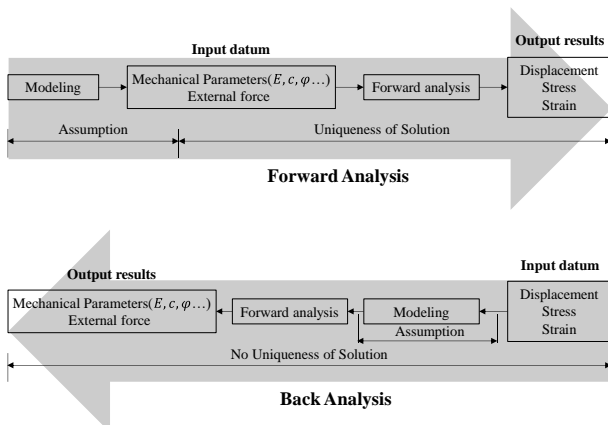 Input datum
Output results
Modeling
Mechanical Parameters(E, c, φ…)
External force
Forward analysis
Displacement
Stress
Strain
Assumption
Uniqueness of Solution
Forward Analysis
Output results
Input datum
Mechanical Parameters(E, c, φ…)
External force
Forward analysis
Modeling
Displacement
Stress
Strain
Assumption
No Uniqueness of Solution
Back Analysis